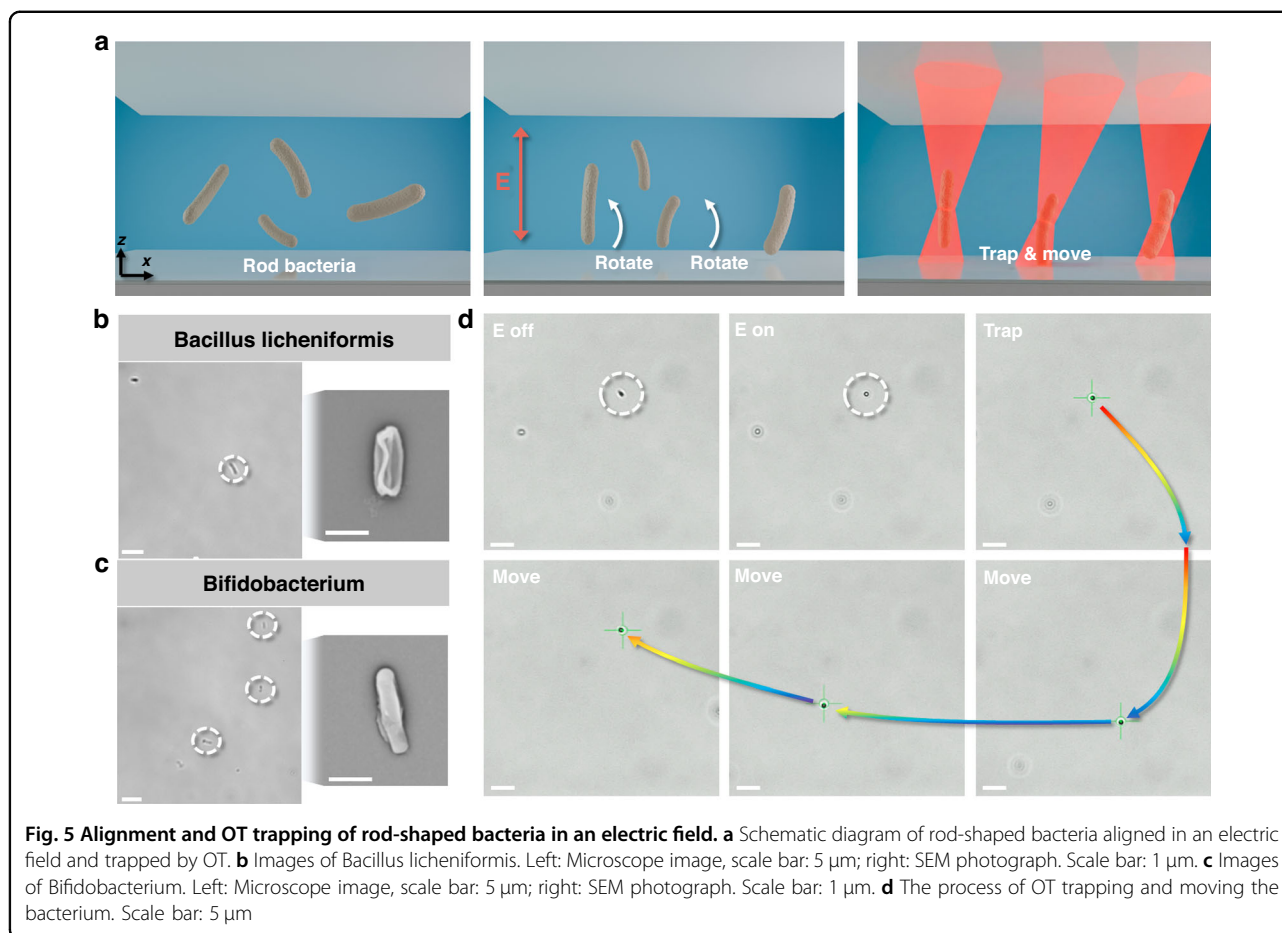 a
E
z
x
Rod bacteria
Rotate
Rotate
Trap & move
b
Bacillus licheniformis
c
Bifidobacterium
d
E off
E on
Trap
Move
Move
Move
Fig. 5 Alignment and OT trapping of rod-shaped bacteria in an electric field. a Schematic diagram of rod-shaped bacteria aligned in an electric
field and trapped by OT. b Images of Bacillus licheniformis. Left: Microscope image, scale bar: 5 μm; right: SEM photograph. Scale bar: 1 μm. c Images
of Bifidobacterium. Left: Microscope image, scale bar: 5 μm; right: SEM photograph. Scale bar: 1 μm. d The process of OT trapping and moving the
bacterium. Scale bar: 5 μm